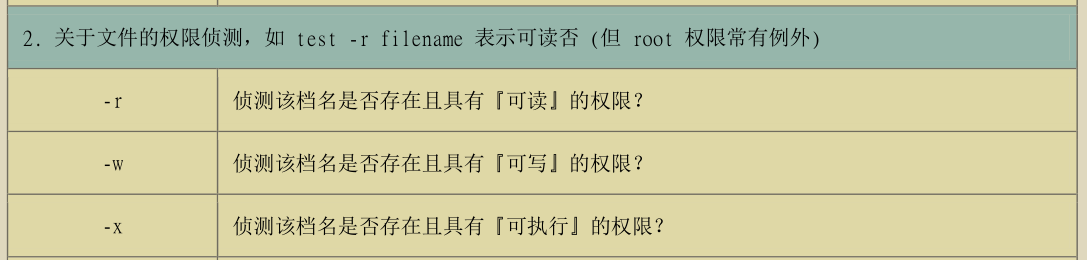 2. 关于文件的权限侦测，如 test -r filename 表示可读否 (但 root 权限常有例外)
-r 侦测该档名是否存在且具有『可读』的权限？
-w 侦测该档名是否存在且具有『可写』的权限？
-x 侦测该档名是否存在且具有『可执行』的权限？